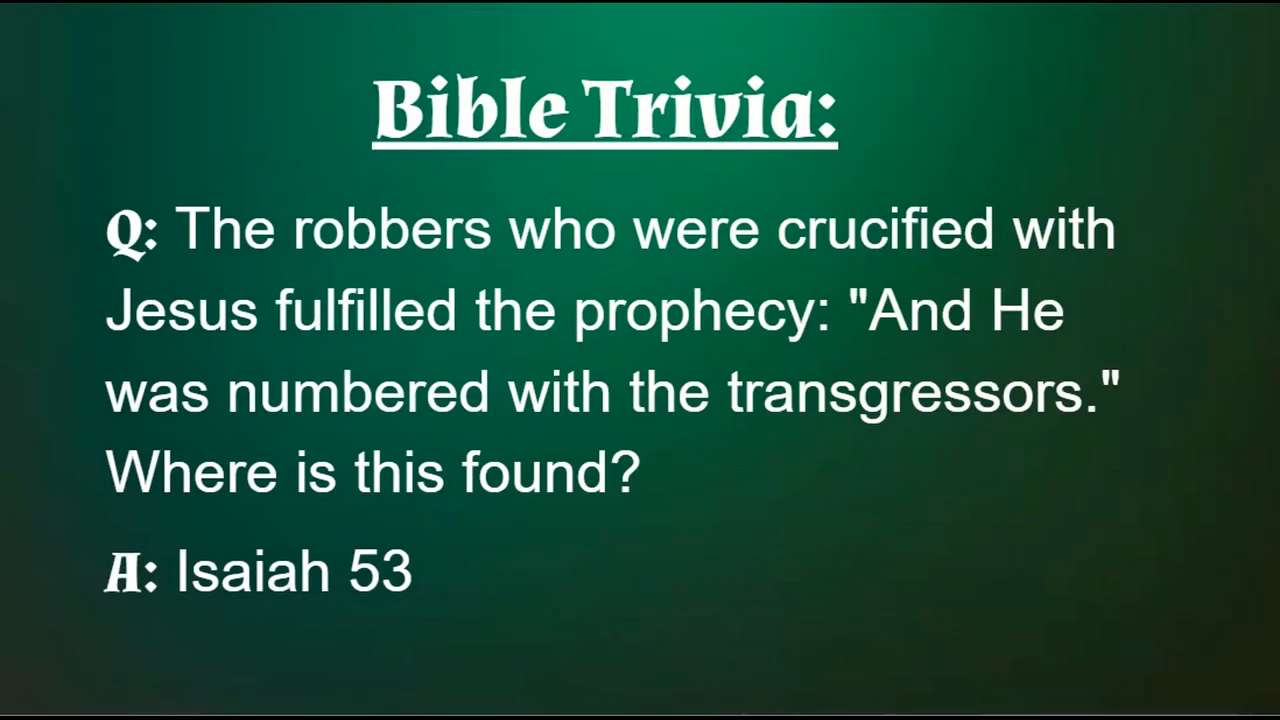 Bible Trivia:
Q: The robbers who were crucified with
Jesus fulfilled the prophecy: "And He
was numbered with the transgressors."
Where is this found?
A: Isaiah 53